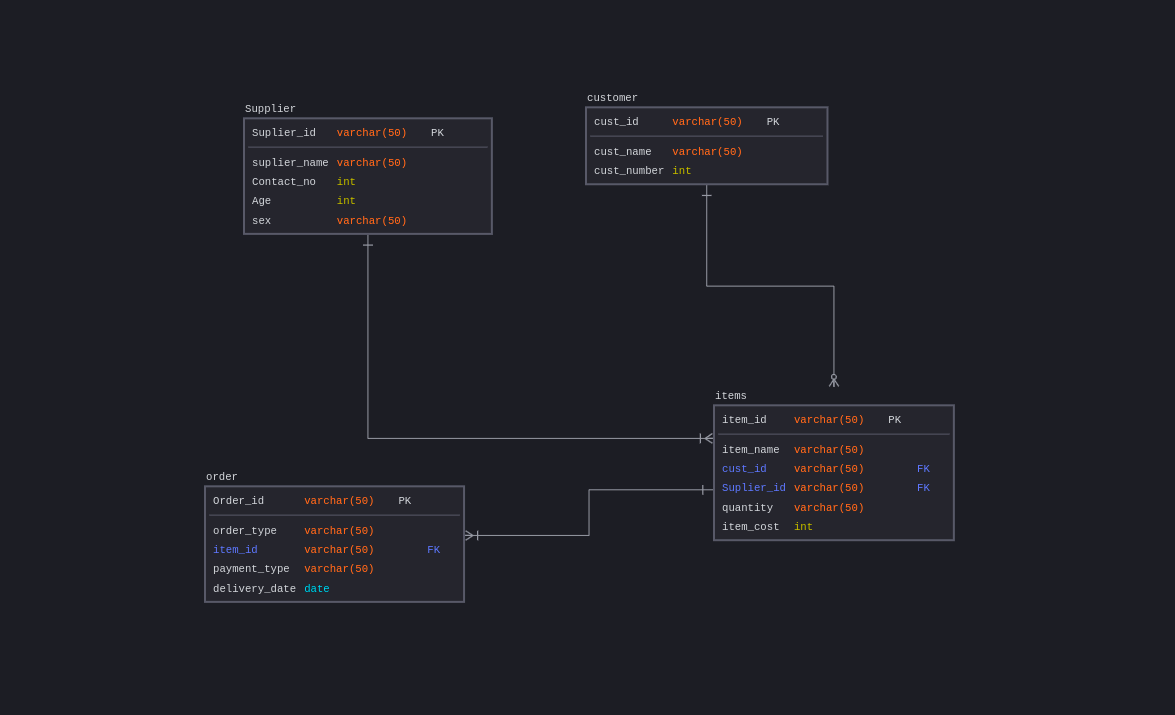 Supplier
Suplier_id varchar(50) PK
suplier_name varchar(50)
Contact_no int
Age int
sex varchar(50)
customer
cust_id varchar(50) PK
cust_name varchar(50)
cust_number int
items
item_id varchar(50) PK
item_name varchar(50)
cust_id varchar(50) FK
Suplier_id varchar(50) FK
quantity varchar(50)
item_cost int
order
Order_id varchar(50) PK
order_type varchar(50)
item_id varchar(50) FK
payment_type varchar(50)
delivery_date date